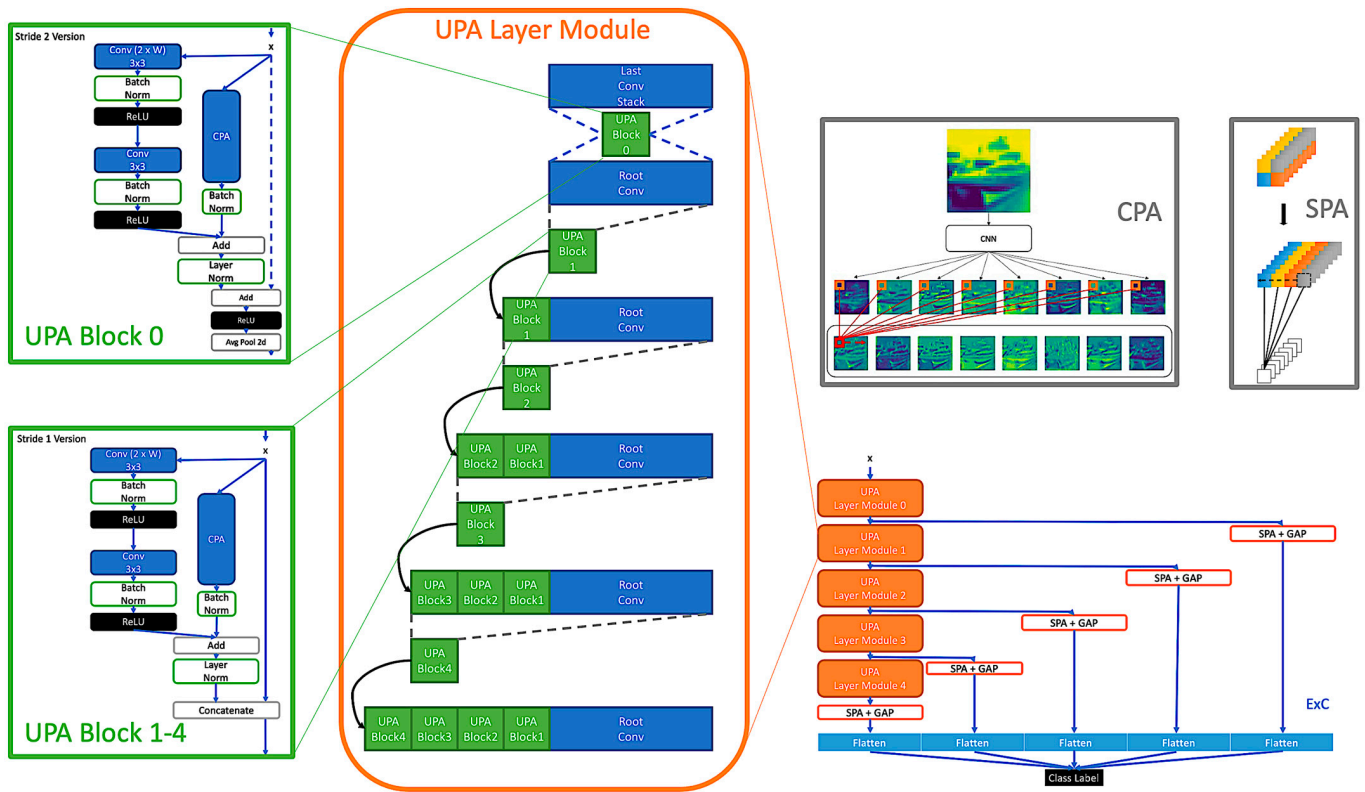 Stride 2 Version
x
Conv (2 x W)
3x3
Batch
Norm
ReLU
CPA
Conv
3x3
Batch
Norm
Batch
Norm
ReLU
Add
Layer
Norm
Add
ReLU
Avg Pool 2d
UPA Block 0
Stride 1 Version
x
Conv (2 x W)
3x3
Batch
Norm
ReLU
CPA
Conv
3x3
Batch
Norm
Batch
Norm
ReLU
Add
Layer
Norm
Concatenate
UPA Block 1-4
UPA Layer Module
Last
Conv
Stack
UPA
Block
0
Root
Conv
UPA
Block
1
UPA
Block
1
Root
Conv
UPA
Block
2
UPA
Block2
UPA
Block1
Root
Conv
UPA
Block
3
UPA
Block3
UPA
Block2
UPA
Block1
Root
Conv
UPA
Block4
UPA
Block4
UPA
Block3
UPA
Block2
UPA
Block1
Root
Conv
CNN
CPA
SPA
x
UPA
Layer Module 0
SPA + GAP
UPA
Layer Module 1
SPA + GAP
UPA
Layer Module 2
SPA + GAP
UPA
Layer Module 3
SPA + GAP
UPA
Layer Module 4
SPA + GAP
ExC
Flatten
Flatten
Flatten
Flatten
Flatten
Class Label